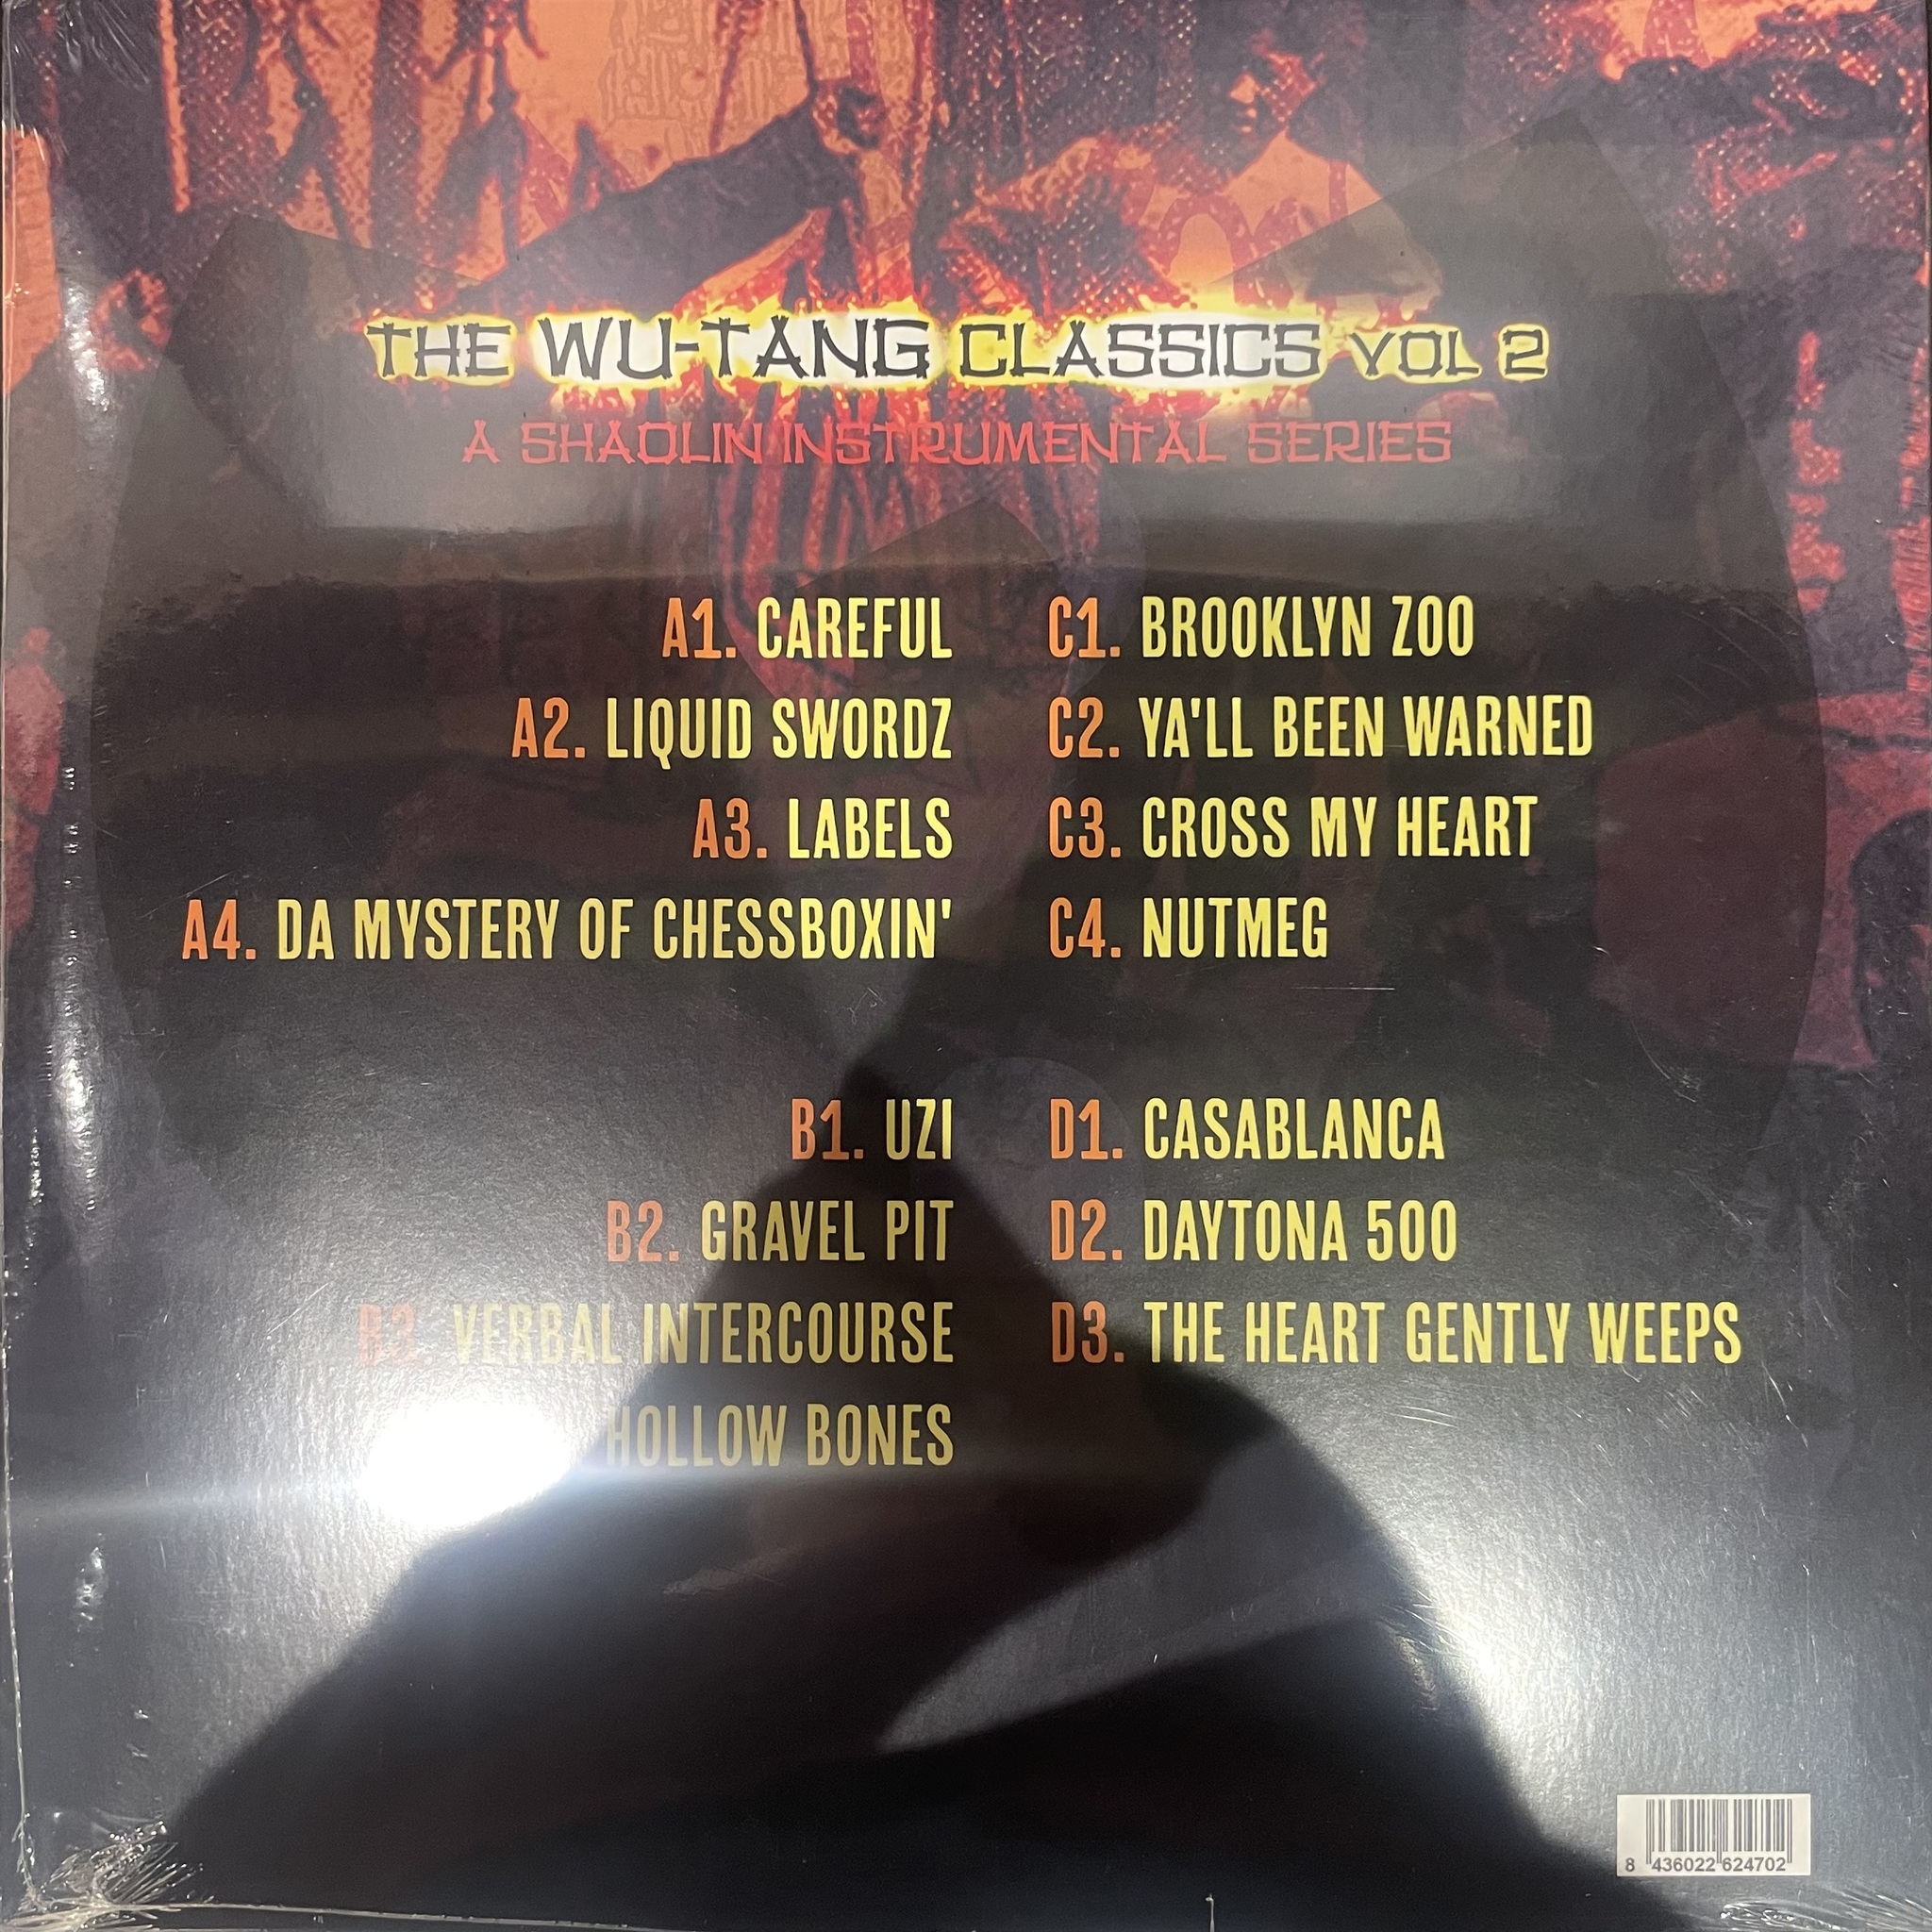 THE WU-TANG CLASSICS VOL 2
A SHAOLIN INSTRUMENTAL SERIES
A1. CAREFUL
A2. LIQUID SWORDZ
A3. LABELS
A4. DA MYSTERY OF CHESSBOXIN'
B1. UZI
B2. GRAVEL PIT
B3. VERBAL INTERCOURSE
HOLLOW BONES
C1. BROOKLYN ZOO
C2. YA'LL BEEN WARNED
C3. CROSS MY HEART
C4. NUTMEG
D1. CASABLANCA
D2. DAYTONA 500
D3. THE HEART GENTLY WEEPS
8 436022 624702